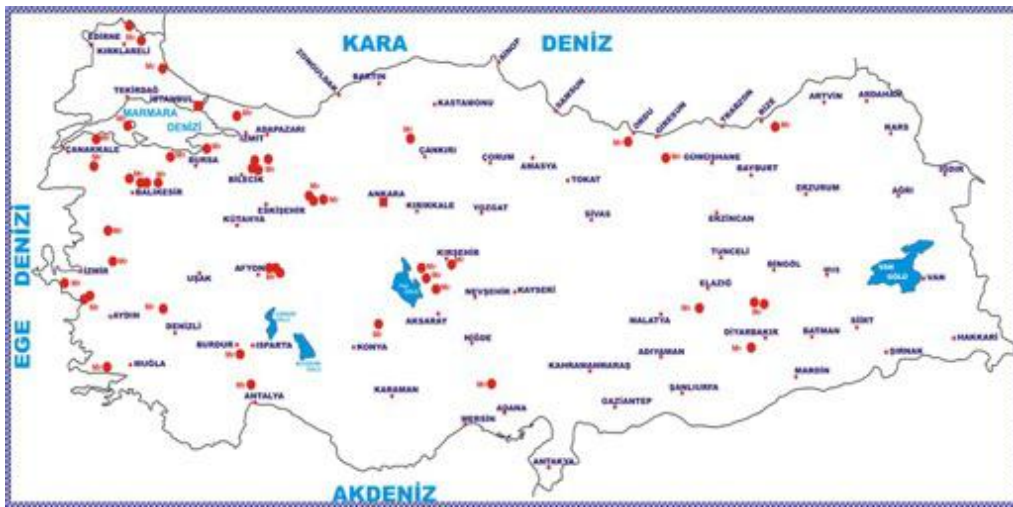 KARA DENİZ
SİNOP
EDİRNE
KIRKLARELİ
ZONGULDAK
BARTIN
TEKİRDAĞ
İSTANBUL
KASTAMONU
SAMSUN
ORDU
GİRESUN
TRABZON
RİZE
ARTVİN
ARDAHAN
MARMARA
DENİZİ
KARS
İZMİT
ADAPAZARI
ÇANAKKALE
BURSA
ÇANKIRI
ÇORUM
AMASYA
GÜMÜŞHANE
BAYBURT
IĞDIR
BİLECİK
BALIKESİR
TOKAT
ERZURUM
AĞRI
ANKARA
ESKİŞEHİR
KIRIKKALE
YOZGAT
SİVAS
ERZİNCAN
KÜTAHYA
EGE DENİZİ
KIRŞEHİR
TUNCELİ
İZMİR
UŞAK
AFYON
BİNGÖL
MUŞ
VAN
GÖLÜ
VAN
ELAZIĞ
NEVŞEHİR
KAYSERİ
AYDIN
AKSARAY
MALATYA
DENİZLİ
DİYARBAKIR
BATMAN
SİİRT
HAKKARİ
BURDUR
ISPARTA
KONYA
NİĞDE
ADIYAMAN
ŞIRNAK
MUĞLA
KAHRAMANMARAŞ
MARDİN
KARAMAN
ŞANLIURFA
ANTALYA
ADANA
GAZİANTEP
MERSİN
ANTAKYA
AKDENİZ